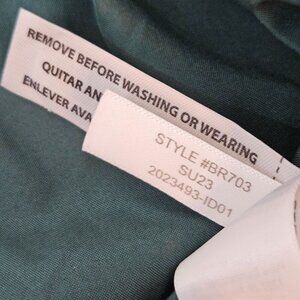 REMOVE BEFORE WASHING OR WEARING
QUITAR AN
ENLEVER AVA
STYLE #BR703
SU23
2023493-ID01